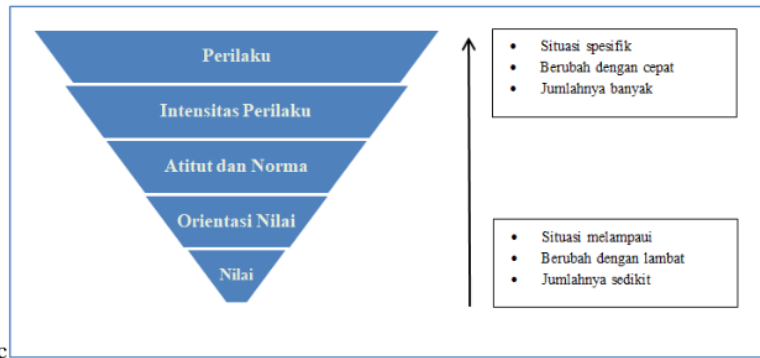 Perilaku
Intensitas Perilaku
Atitut dan Norma
Orientasi Nilai
Nilai
• Situasi spesifik
• Berubah dengan cepat
• Jumlahnya banyak
• Situasi melampaui
• Berubah dengan lambat
• Jumlahnya sedikit
c